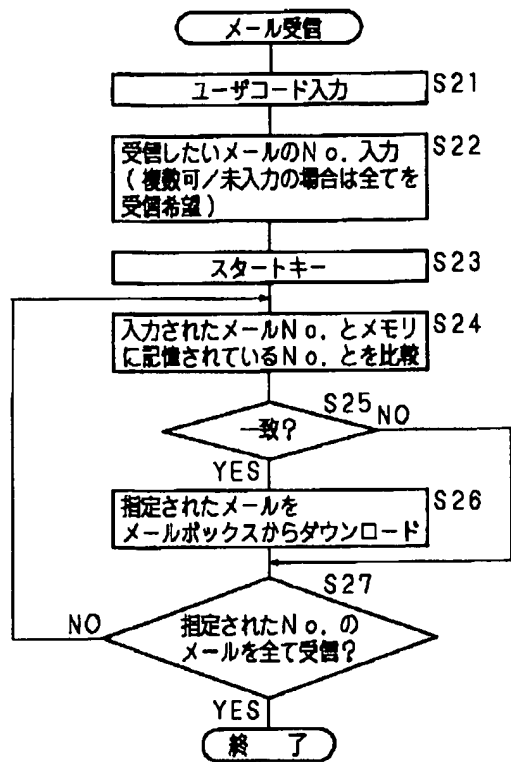 メール受信
ユーザコード入力
S21
受信したいメールのNo.入力
(複数可/未入力の場合は全てを
受信希望)
S22
スタートキー
S23
入力されたメールNo.とメモリ
に記憶されているNo.とを比較
S24
一致?
S25
NO
YES
指定されたメールを
メールボックスからダウンロード
S26
S27
指定されたNo.の
メールを全て受信?
NO
YES
終 了